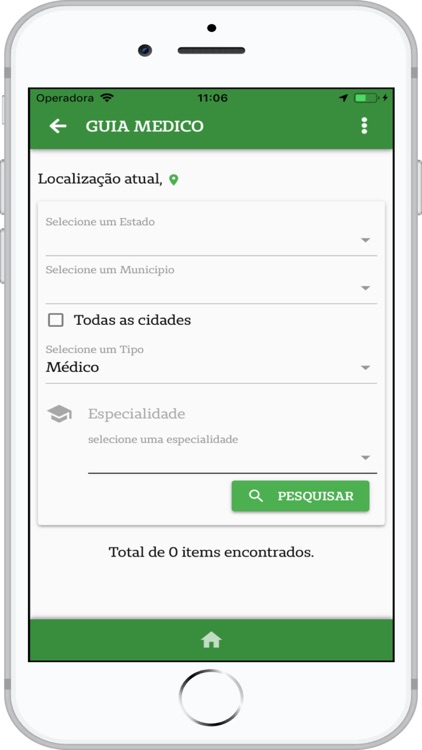 Operadora 11:06
GUIA MEDICO
Localização atual,
Selecione um Estado
Selecione um Municipio
Todas as cidades
Selecione um Tipo
Médico
Especialidade
selecione uma especialidade
PESQUISAR
Total de 0 items encontrados.